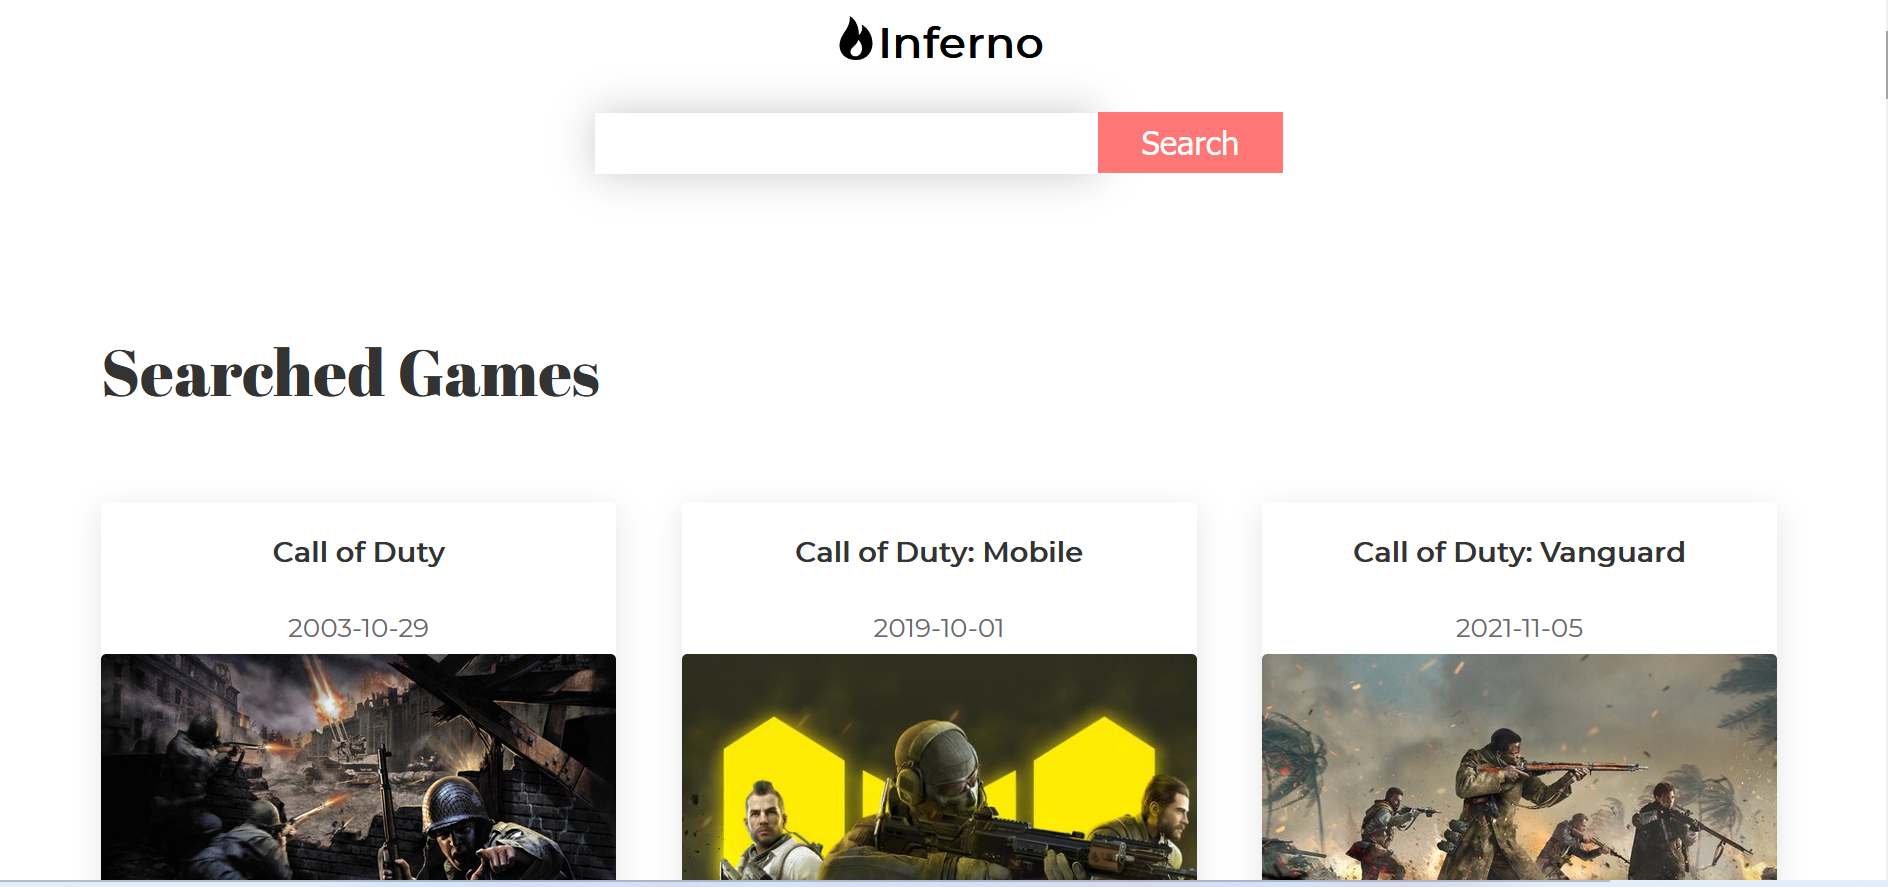 Inferno
Search
Searched Games
Call of Duty
2003-10-29
Call of Duty: Mobile
2019-10-01
Call of Duty: Vanguard
2021-11-05